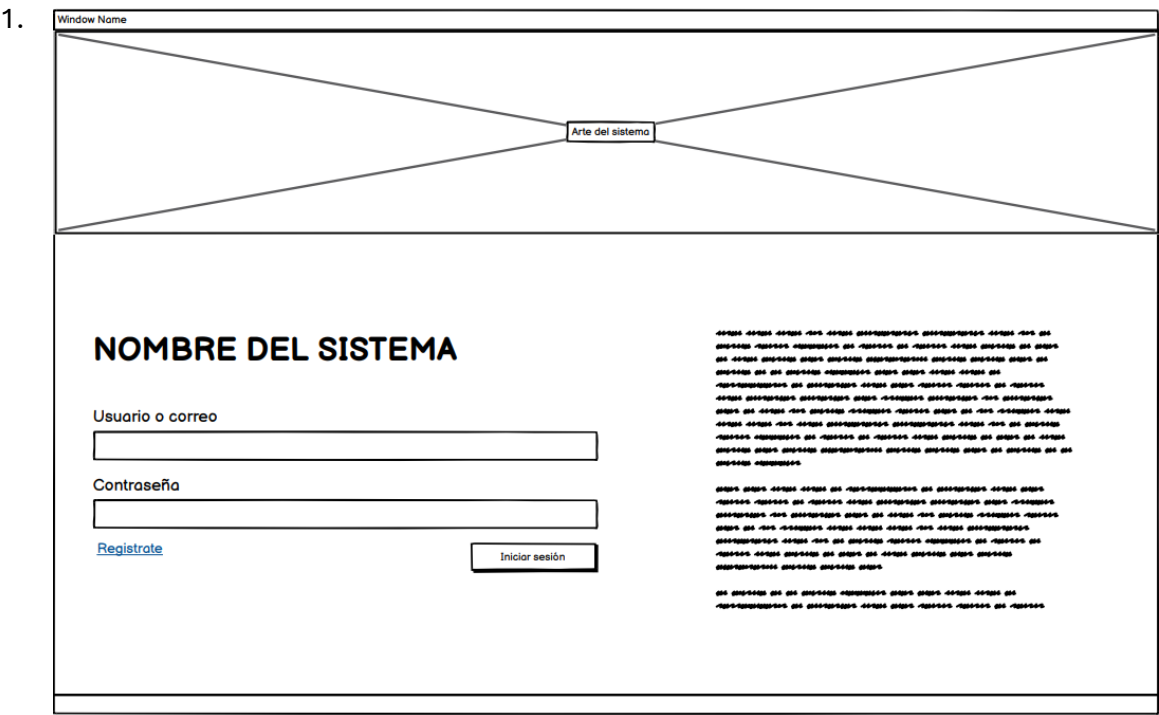 1.
Window Name
Arte del sistema
NOMBRE DEL SISTEMA
Usuario o correo
Contraseña
Registrate
Iniciar sesión